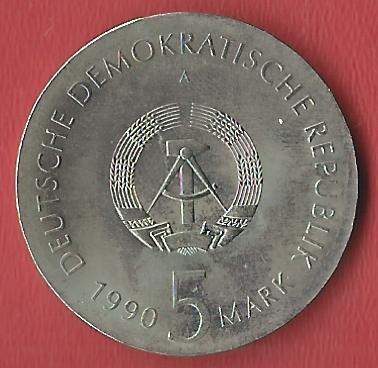 DEUTSCHE DEMOKRATISCHE REPUBLIK
A
1990 5 MARK